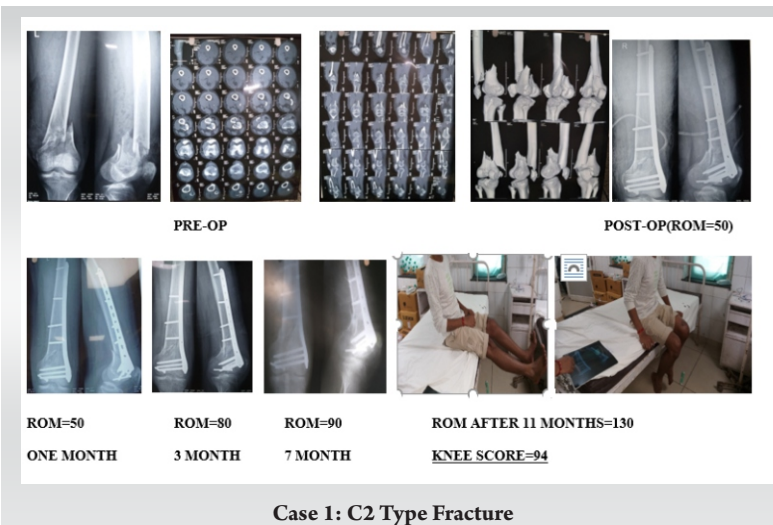 L
PRE-OP
POST-OP(ROM=50)
ROM=50
ROM=80
ROM=90
ROM AFTER 11 MONTHS=130
ONE MONTH
3 MONTH
7 MONTH
KNEE SCORE=94
Case 1: C2 Type Fracture